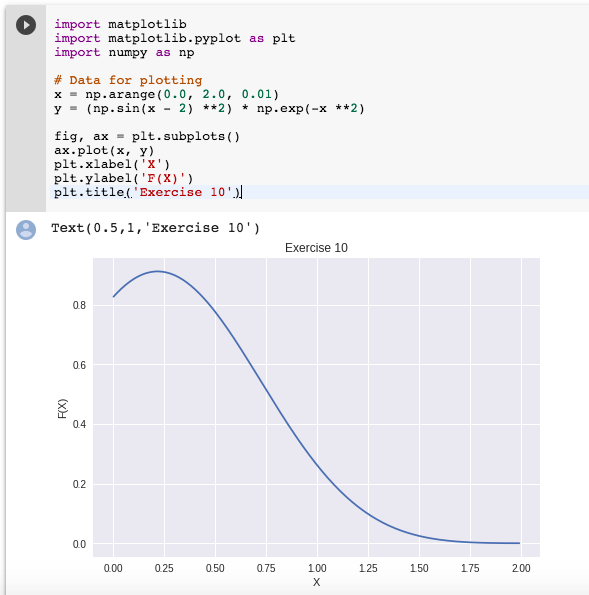 import matplotlib
import matplotlib.pyplot as plt
import numpy as np
# Data for plotting
x = np.arange(0.0, 2.0, 0.01)
y = (np.sin(x - 2) **2) * np.exp(-x **2)
fig, ax = plt.subplots()
ax.plot(x, y)
plt.xlabel('X')
plt.ylabel('F(X)')
plt.title('Exercise 10')
Text(0.5,1,'Exercise 10')
Exercise 10
0.8
0.6
0.4
0.2
0.0
F(X)
0.00 0.25 0.50 0.75 1.00 1.25 1.50 1.75 2.00
X